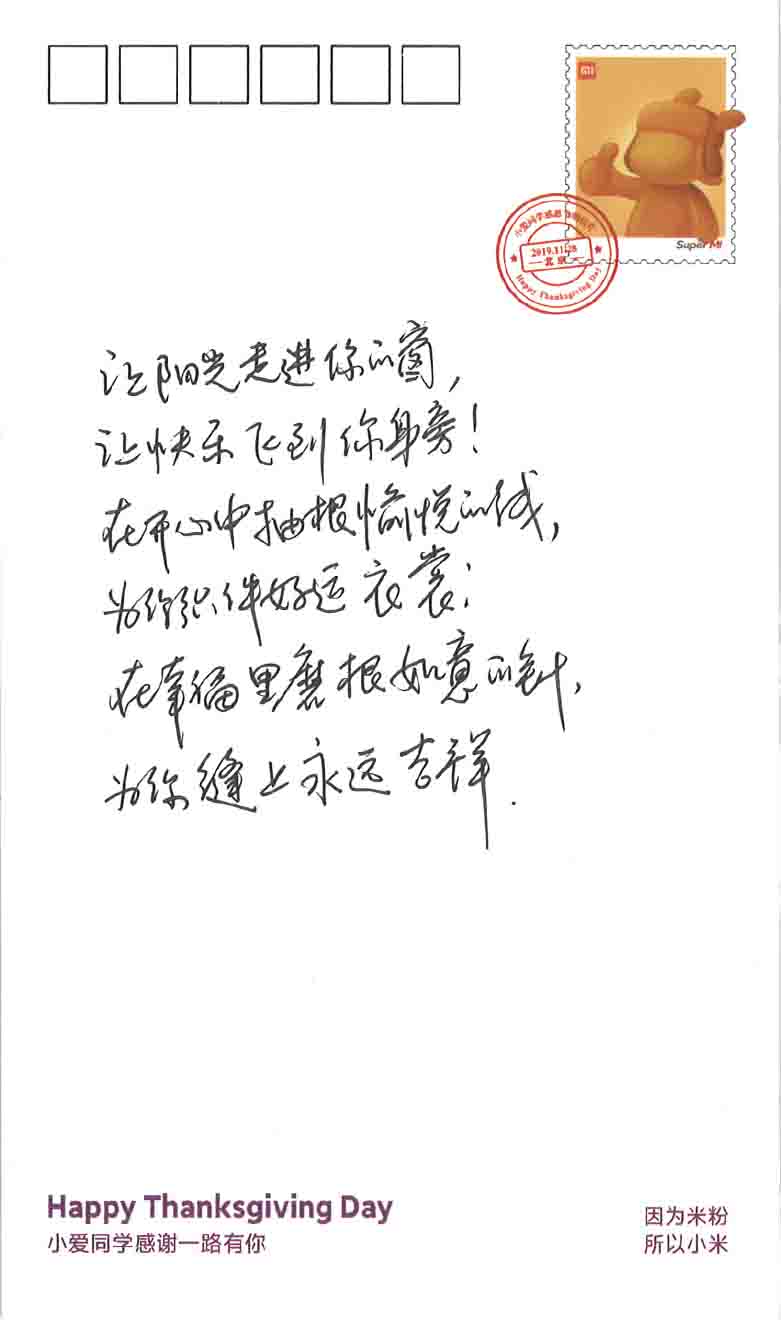 MI
Super MI
小爱同学感恩
2019.11.28
北京
Happy Thanksgiving Day
让阳光走进你的窗,
让快乐飞到你身旁!
在开心中抽根愉悦的线,
为你织件好运衣裳;
在幸福里磨根如意的针,
为你缝上永远吉祥.
Happy Thanksgiving Day
小爱同学感谢一路有你
因为米粉
所以小米